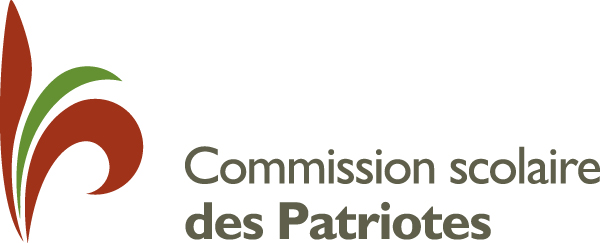 Commission scolaire
des Patriotes